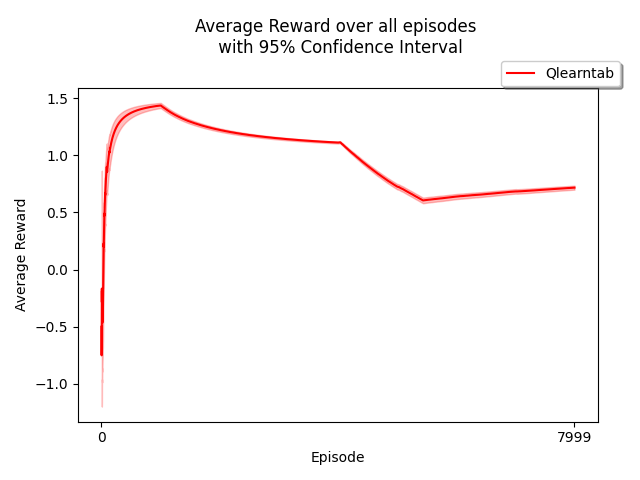 Average Reward over all episodes
with 95% Confidence Interval
Qlearntab
1.5
1.0
0.5
0.0
−0.5
−1.0
Average Reward
0
7999
Episode